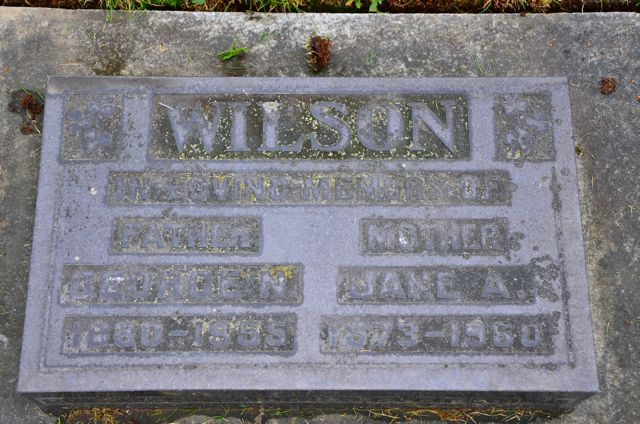 WILSON
IN LOVING MEMORY OF
FATHER MOTHER
GEORGE N. JANE A.
1880-1955 1873-1960